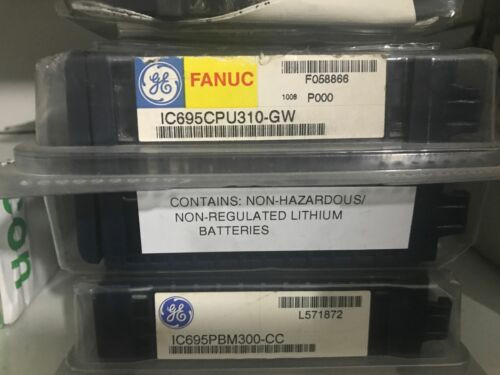 GE FANUC
F058866
1008 P000
IC695CPU310-GW
CONTAINS: NON-HAZARDOUS/
NON-REGULATED LITHIUM
BATTERIES
GE
L571872
IC695PBM300-CC